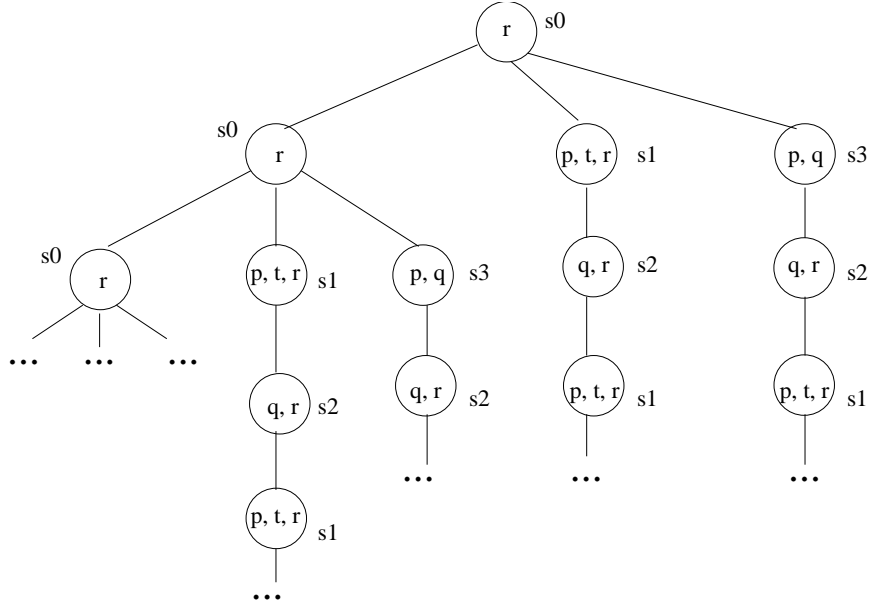 r s0
s0
r
p, t, r s1
p, q s3
s0
r
p, t, r s1
p, q s3
q, r s2
q, r s2
...
...
...
q, r s2
q, r s2
p, t, r s1
p, t, r s1
...
...
...
p, t, r s1
...